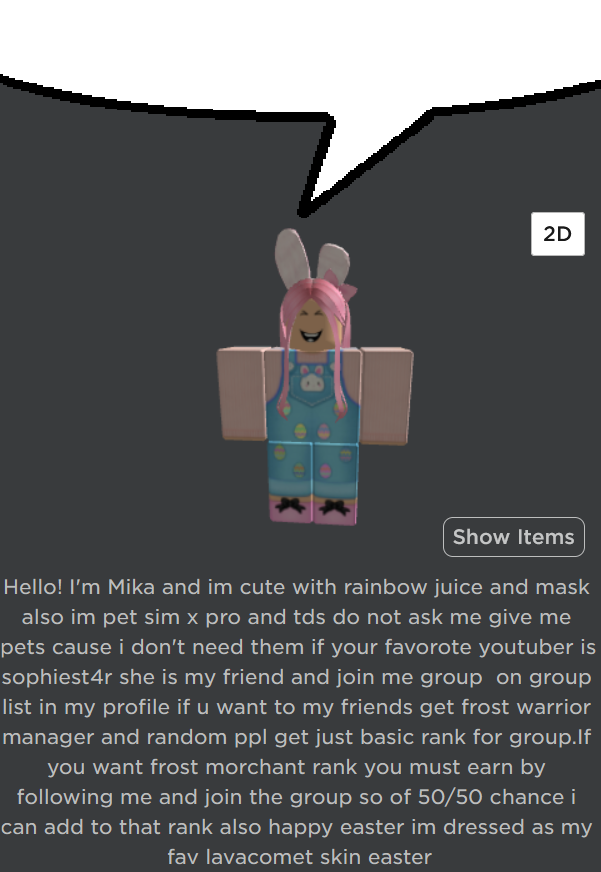 2D
Show Items
Hello! I'm Mika and im cute with rainbow juice and mask
also im pet sim x pro and tds do not ask me give me
pets cause i don't need them if your favorote youtuber is
sophiest4r she is my friend and join me group  on group
list in my profile if u want to my friends get frost warrior
manager and random ppl get just basic rank for group.If
you want frost morchant rank you must earn by
following me and join the group so of 50/50 chance i
can add to that rank also happy easter im dressed as my
fav lavacomet skin easter